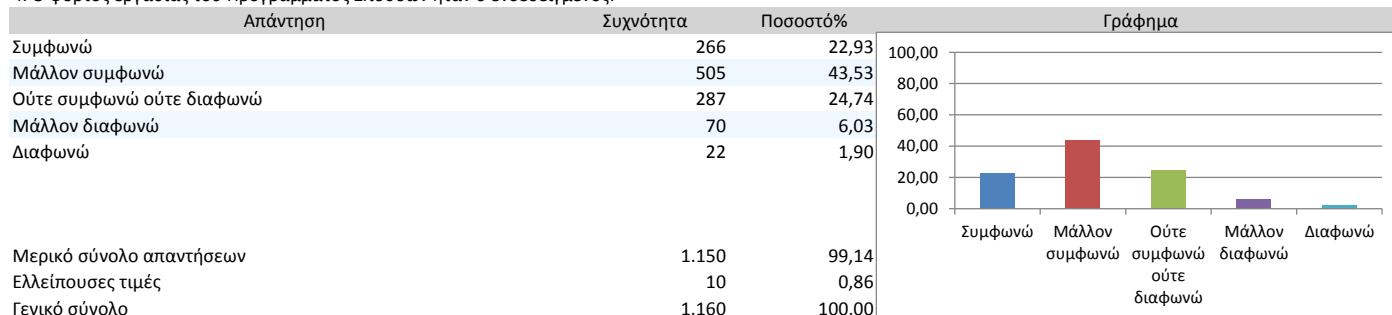 Απάντηση Συχνότητα Ποσοστό% Γράφημα
Συμφωνώ 266 22,93
Μάλλον συμφωνώ 505 43,53
Ούτε συμφωνώ ούτε διαφωνώ 287 24,74
Μάλλον διαφωνώ 70 6,03
Διαφωνώ 22 1,90
Μερικό σύνολο απαντήσεων 1.150 99,14
Ελλείπουσες τιμές 10 0,86
Γενικό σύνολο 1.160 100,00
100,00
80,00
60,00
40,00
20,00
0,00
Συμφωνώ Μάλλον Ούτε Μάλλον Διαφωνώ
συμφωνώ συμφωνώ διαφωνώ
ούτε
διαφωνώ